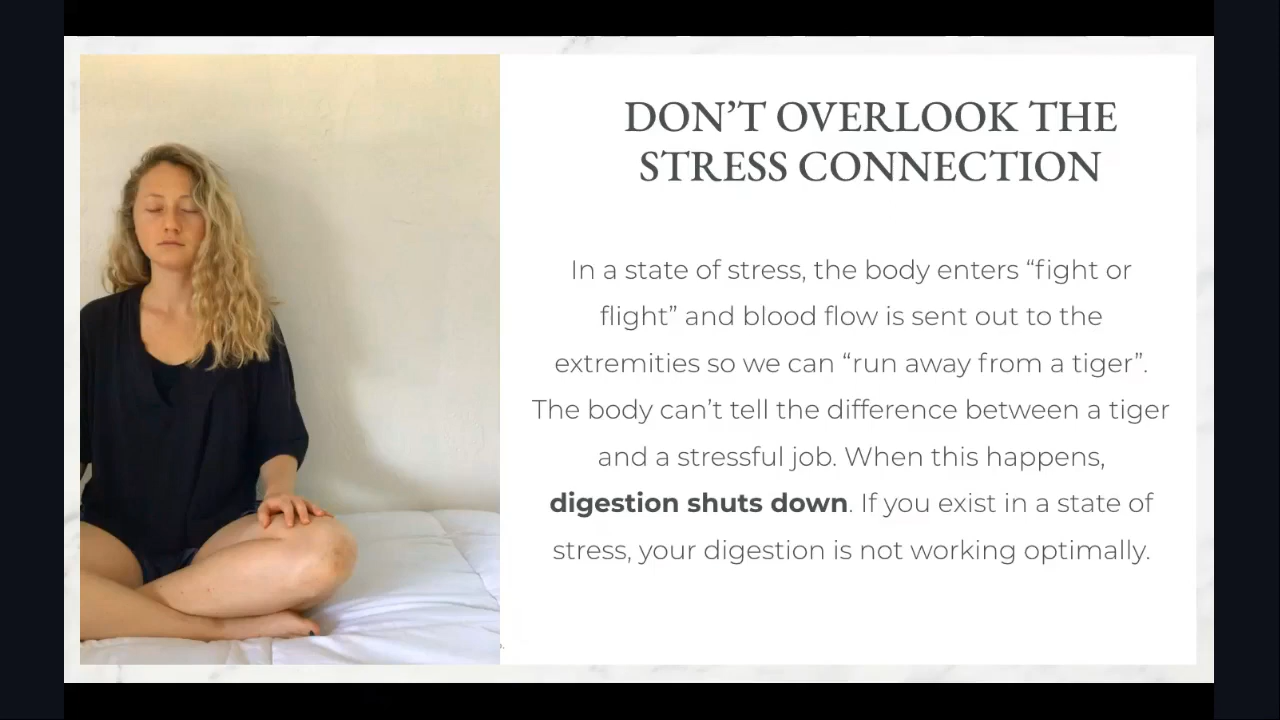 DON’T OVERLOOK THE
STRESS CONNECTION
In a state of stress, the body enters “fight or
flight” and blood flow is sent out to the
extremities so we can “run away from a tiger”.
The body can’t tell the difference between a tiger
and a stressful job. When this happens,
digestion shuts down. If you exist in a state of
stress, your digestion is not working optimally.